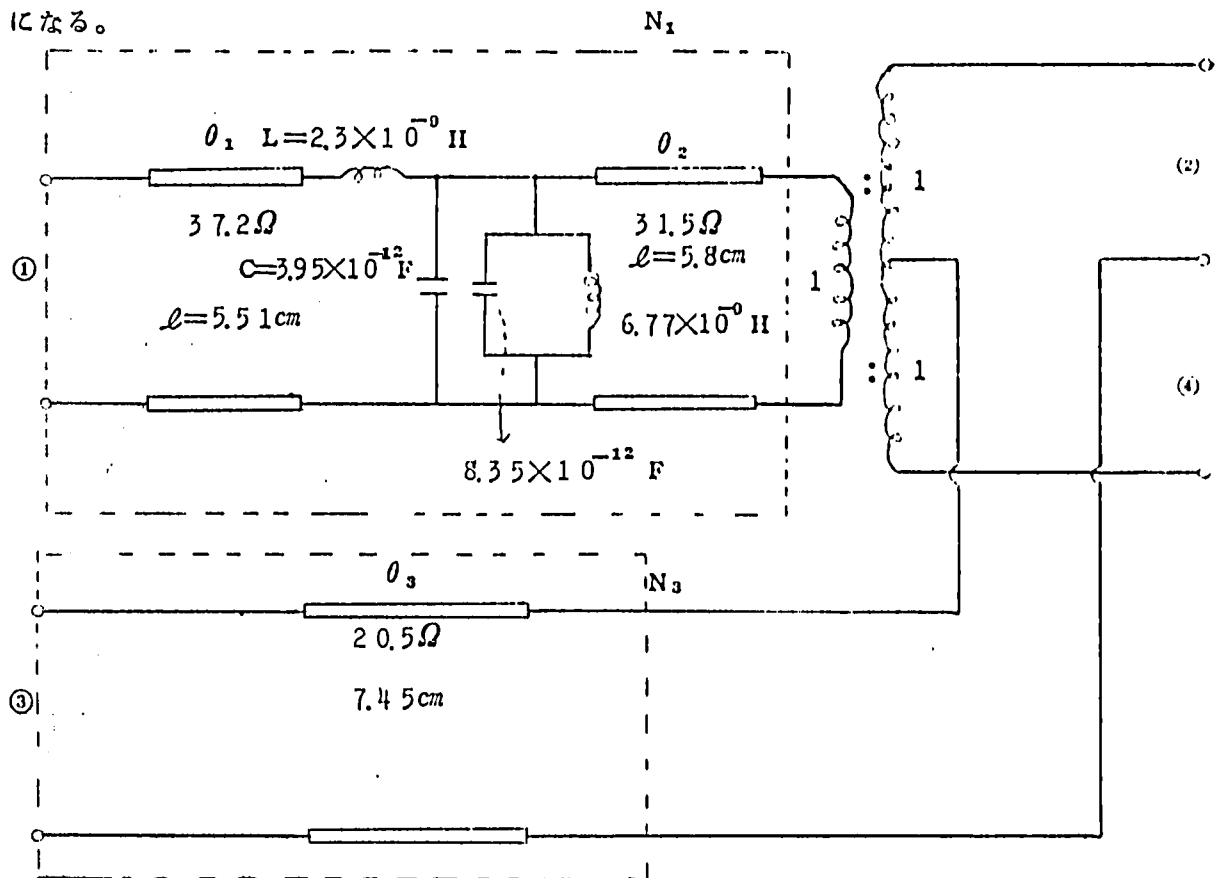 になる。
N₁
θ₁ L=2.3×10⁻⁹ H
θ₂
37.2Ω
31.5Ω
ℓ=5.8cm
C=3.95×10⁻¹² F
①
ℓ=5.51cm
6.77×10⁻⁹ H
8.35×10⁻¹² F
1
: 1
: 1
(2)
(4)
θ₃
N₃
20.5Ω
③
7.45cm